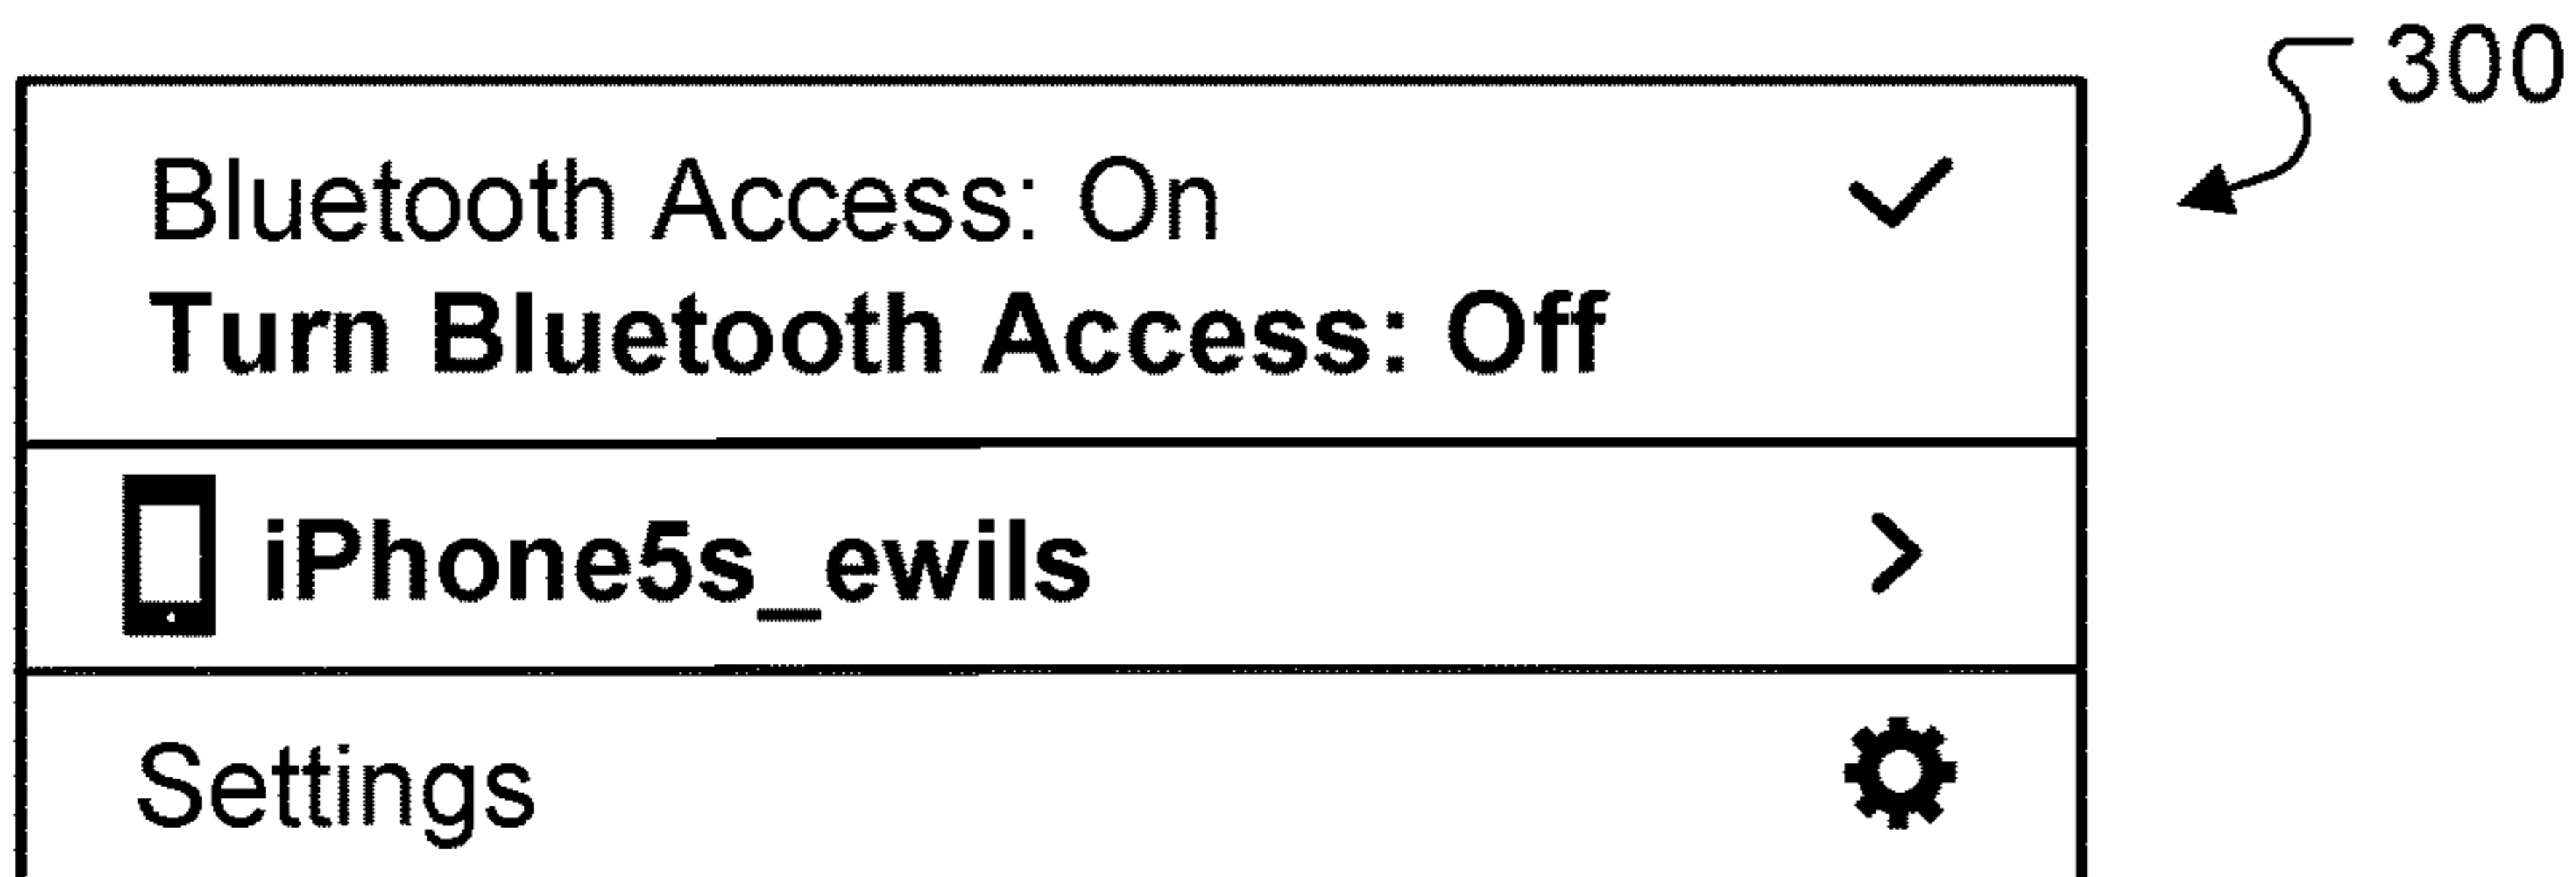 300
Bluetooth Access: On
Turn Bluetooth Access: Off
iPhone5s_ewils
Settings